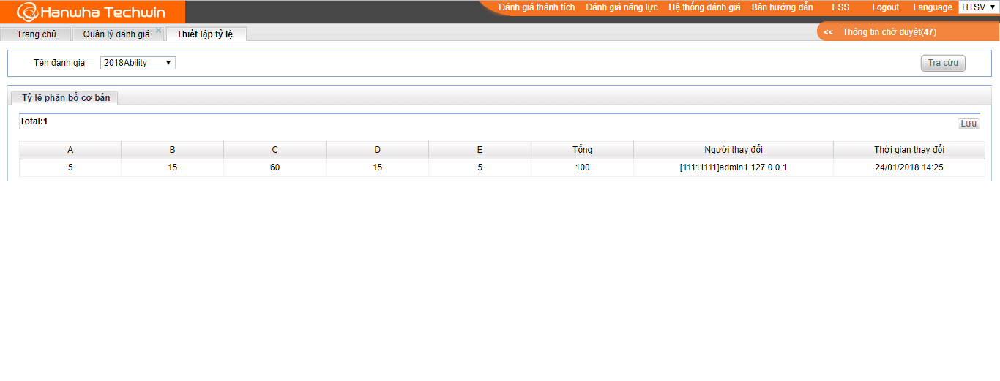 Hanwha Techwin
Đánh giá thành tích Đánh giá năng lực Hệ thống đánh giá Bản hướng dẫn ESS Logout Language HTSV
Trang chủ Quản lý đánh giá Thiết lập tỷ lệ
<< Thông tin chờ duyệt(47)
Tên đánh giá 2018Ability Tra cứu
Tỷ lệ phân bố cơ bản
Total:1
Lưu
A B C D E Tổng Người thay đổi Thời gian thay đổi
5 15 60 15 5 100 [11111111]admin1 127.0.0.1 24/01/2018 14:25